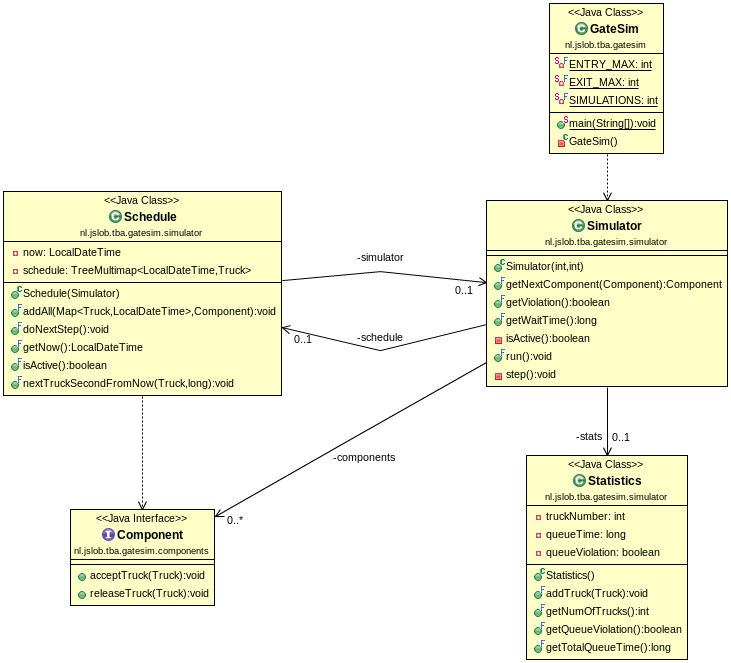 <<Java Class>>
GateSim
nl.jslob.tba.gatesim
ENTRY_MAX: int
EXIT_MAX: int
SIMULATIONS: int
main(String[]):void
GateSim()
<<Java Class>>
Schedule
nl.jslob.tba.gatesim.simulator
now: LocalDateTime
schedule: TreeMultimap<LocalDateTime,Truck>
Schedule(Simulator)
addAll(Map<Truck,LocalDateTime>,Component):void
doNextStep():void
getNow():LocalDateTime
isActive():boolean
nextTruckSecondFromNow(Truck,long):void
-simulator
0..1
-schedule
0..1
<<Java Class>>
Simulator
nl.jslob.tba.gatesim.simulator
Simulator(int,int)
getNextComponent(Component):Component
getViolation():boolean
getWaitTime():long
isActive():boolean
run():void
step():void
-components
0..*
-stats
0..1
<<Java Interface>>
Component
nl.jslob.tba.gatesim.components
acceptTruck(Truck):void
releaseTruck(Truck):void
<<Java Class>>
Statistics
nl.jslob.tba.gatesim.simulator
truckNumber: int
queueTime: long
queueViolation: boolean
Statistics()
addTruck(Truck):void
getNumOfTrucks():int
getQueueViolation():boolean
getTotalQueueTime():long